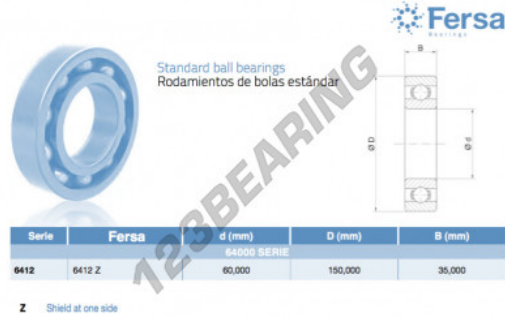 Fersa
Bearings
Standard ball bearings
Rodamientos de bolas estándar
B
Ø D
Ø d
123BEARING
Serie Fersa d (mm) D (mm) B (mm)
64000 SERIE
6412 6412 Z 60,000 150,000 35,000
Z Shield at one side